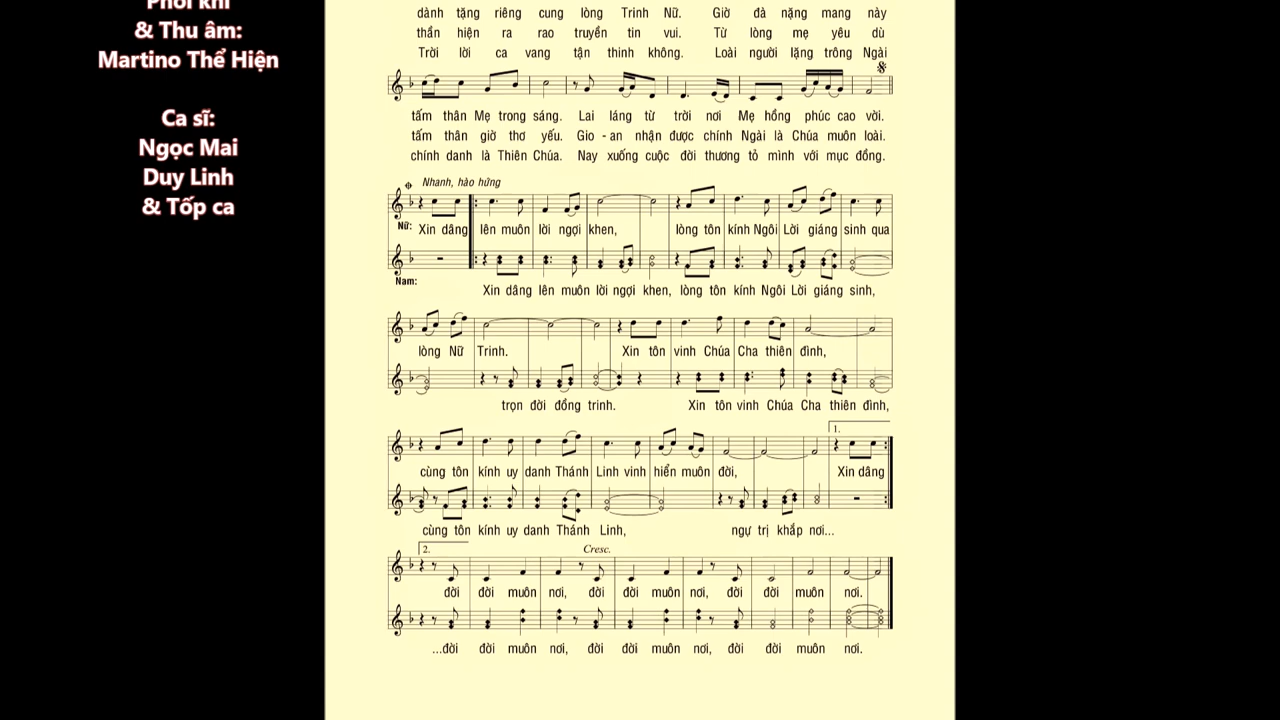 Phối khí
& Thu âm:
Martino Thể Hiện
Ca sĩ:
Ngọc Mai
Duy Linh
& Tốp ca
dành tặng riêng cung lòng Trinh Nữ. Giờ đà nặng mang này
thần hiện ra rao truyền tin vui. Từ lòng mẹ yêu dù
Trời lời ca vang tận thinh không. Loài người lặng trông Ngài
tấm thân Mẹ trong sáng. Lai láng từ trời nơi Mẹ hồng phúc cao vời.
tấm thân giờ thơ yếu. Gio - an nhận được chính Ngài là Chúa muôn loài.
chính danh là Thiên Chúa. Nay xuống cuộc đời thương tỏ mình với mục đồng.
Nhanh, hào hứng
Nữ: Xin dâng lên muôn lời ngợi khen, lòng tôn kính Ngôi Lời giáng sinh qua
Nam:
Xin dâng lên muôn lời ngợi khen, lòng tôn kính Ngôi Lời giáng sinh,
lòng Nữ Trinh. Xin tôn vinh Chúa Cha thiên đình,
trọn đời đồng trinh. Xin tôn vinh Chúa Cha thiên đình,
1.
cùng tôn kính uy danh Thánh Linh vinh hiển muôn đời, Xin dâng
cùng tôn kính uy danh Thánh Linh, ngự trị khắp nơi...
2. Cresc.
đời đời muôn nơi, đời đời muôn nơi, đời đời muôn nơi.
...đời đời muôn nơi, đời đời muôn nơi, đời đời muôn nơi.